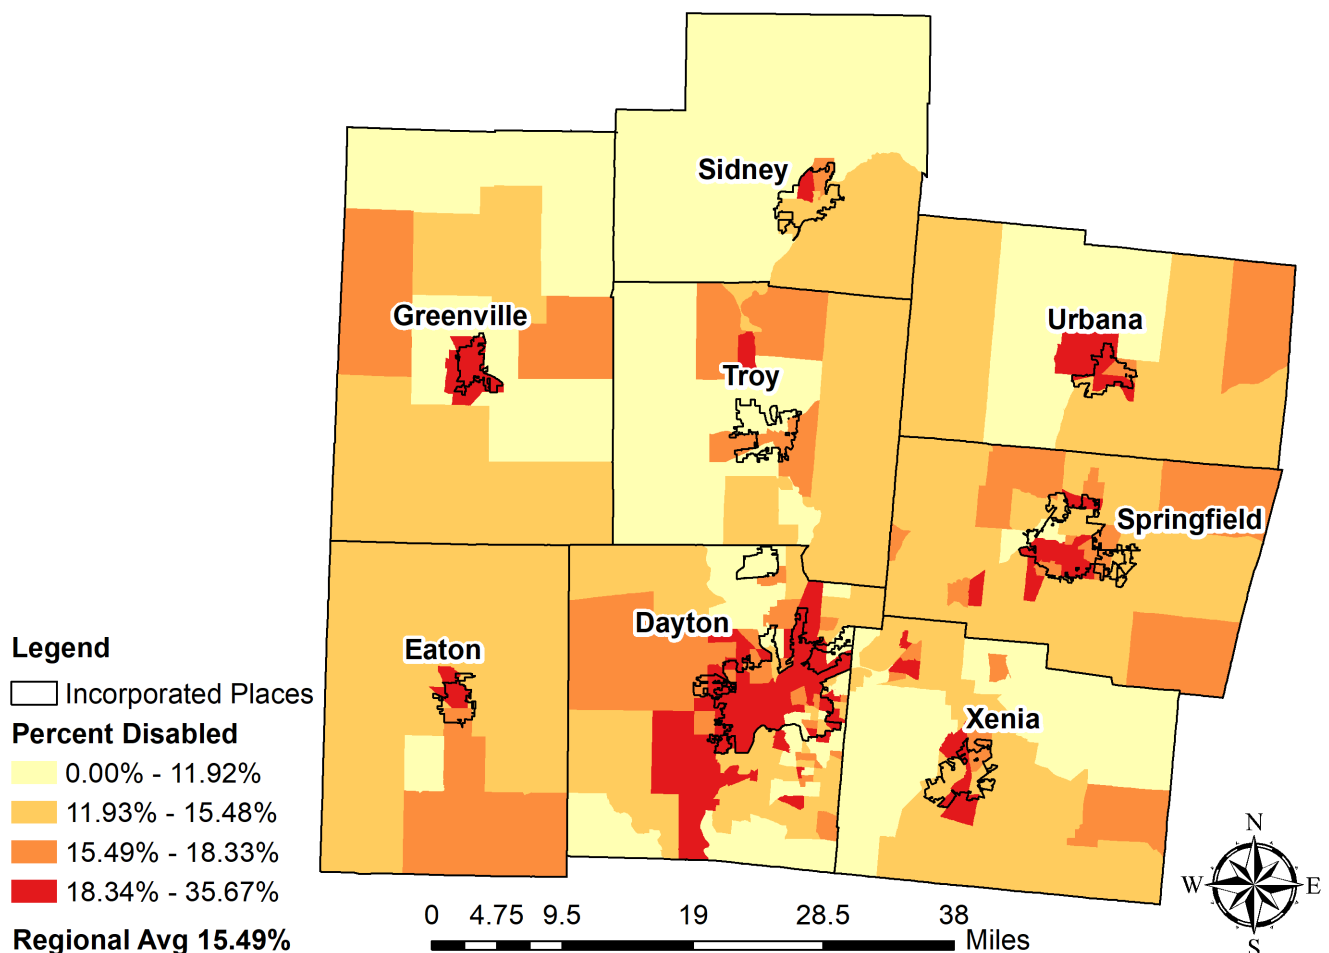 Sidney
Greenville
Urbana
Troy
Springfield
Dayton
Eaton
Xenia
Legend
Incorporated Places
Percent Disabled
0.00% - 11.92%
11.93% - 15.48%
15.49% - 18.33%
18.34% - 35.67%
Regional Avg 15.49%
0 4.75 9.5 19 28.5 38
Miles
N
W E
S